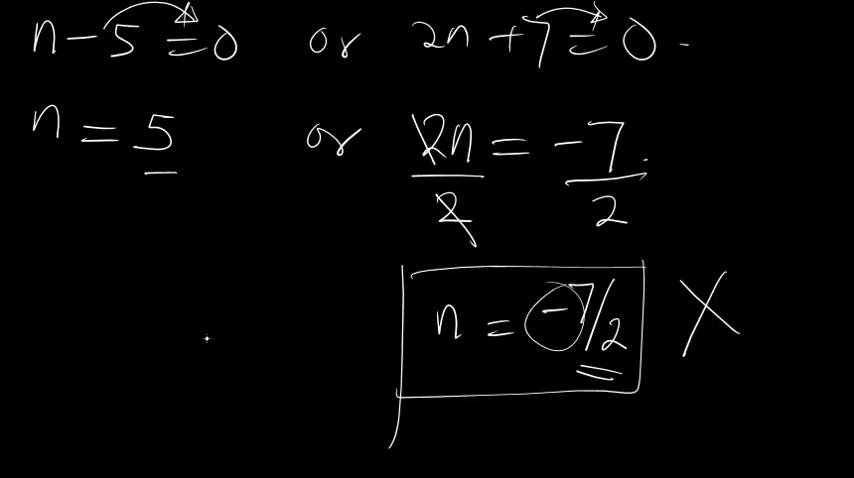 n - 5 = 0 or 2n + 7 = 0
n = 5 or 2n/2 = -7/2
n = -7/2 X